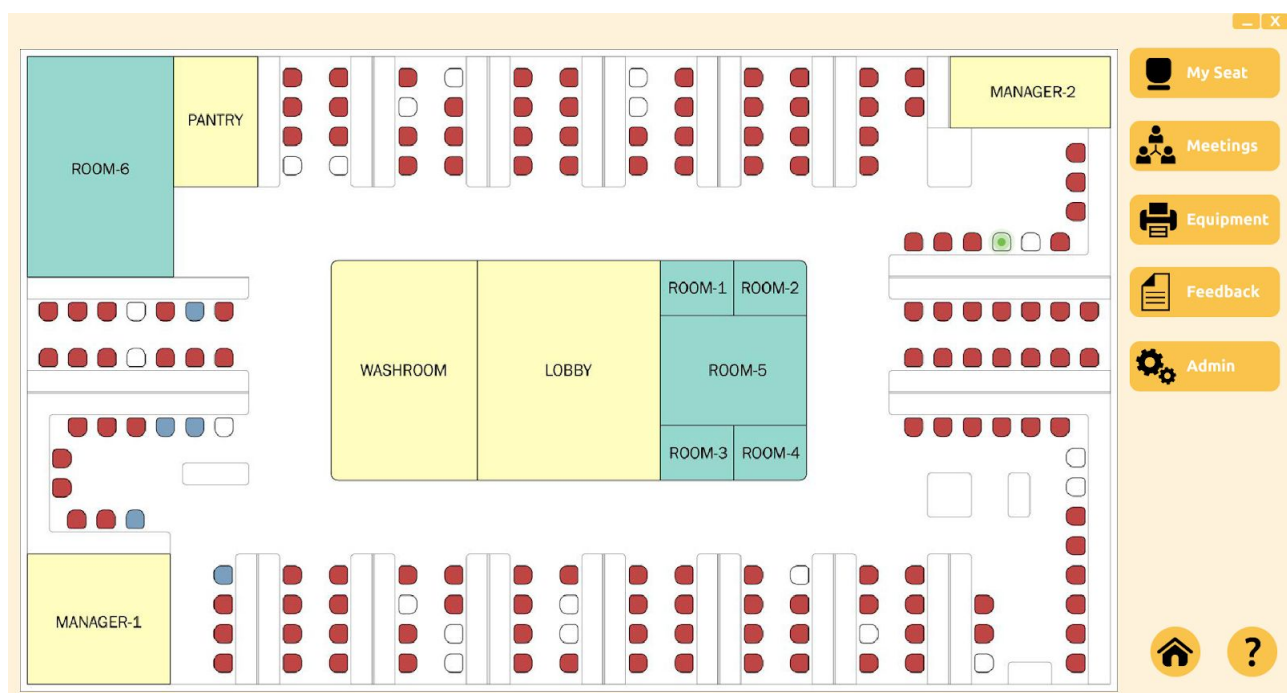 _ X
ROOM-6
PANTRY
MANAGER-2
My Seat
Meetings
Equipment
Feedback
Admin
WASHROOM
LOBBY
ROOM-1
ROOM-2
ROOM-5
ROOM-3
ROOM-4
MANAGER-1
?